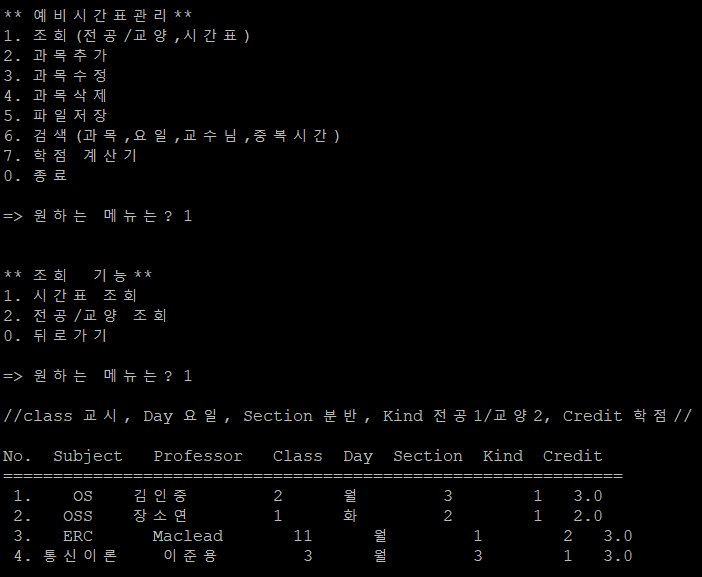 ** 예비시간표관리**
1. 조회(전공/교양,시간표)
2. 과목추가
3. 과목수정
4. 과목삭제
5. 파일저장
6. 검색(과목,요일,교수님,중복시간)
7. 학점 계산기
0. 종료
=> 원하는 메뉴는? 1
** 조회  기능**
1. 시간표 조회
2. 전공/교양 조회
0. 뒤로가기
=> 원하는 메뉴는? 1
//class 교시, Day 요일, Section 분반, Kind 전공1/교양2, Credit 학점//
No.  Subject   Professor   Class  Day  Section  Kind  Credit
==============================================================
1.    OS    김인중         2      월         3        1   3.0
2.   OSS   장소연         1      화        2        1   2.0
3.   ERC      Maclead       11      월        1        2   3.0
4. 통신이론    이준용         3      월      3        1   3.0